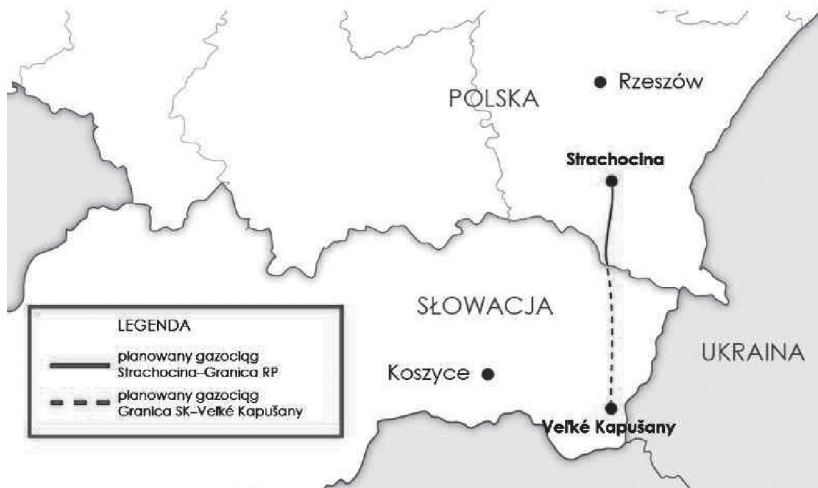 Rzeszów
POLSKA
Strachocina
SŁOWACJA
LEGENDA
planowany gazociąg
Strachocina–Granica RP
planowany gazociąg
Granica SK–Veľké Kapušany
UKRAINA
Koszyce
Veľké Kapušany